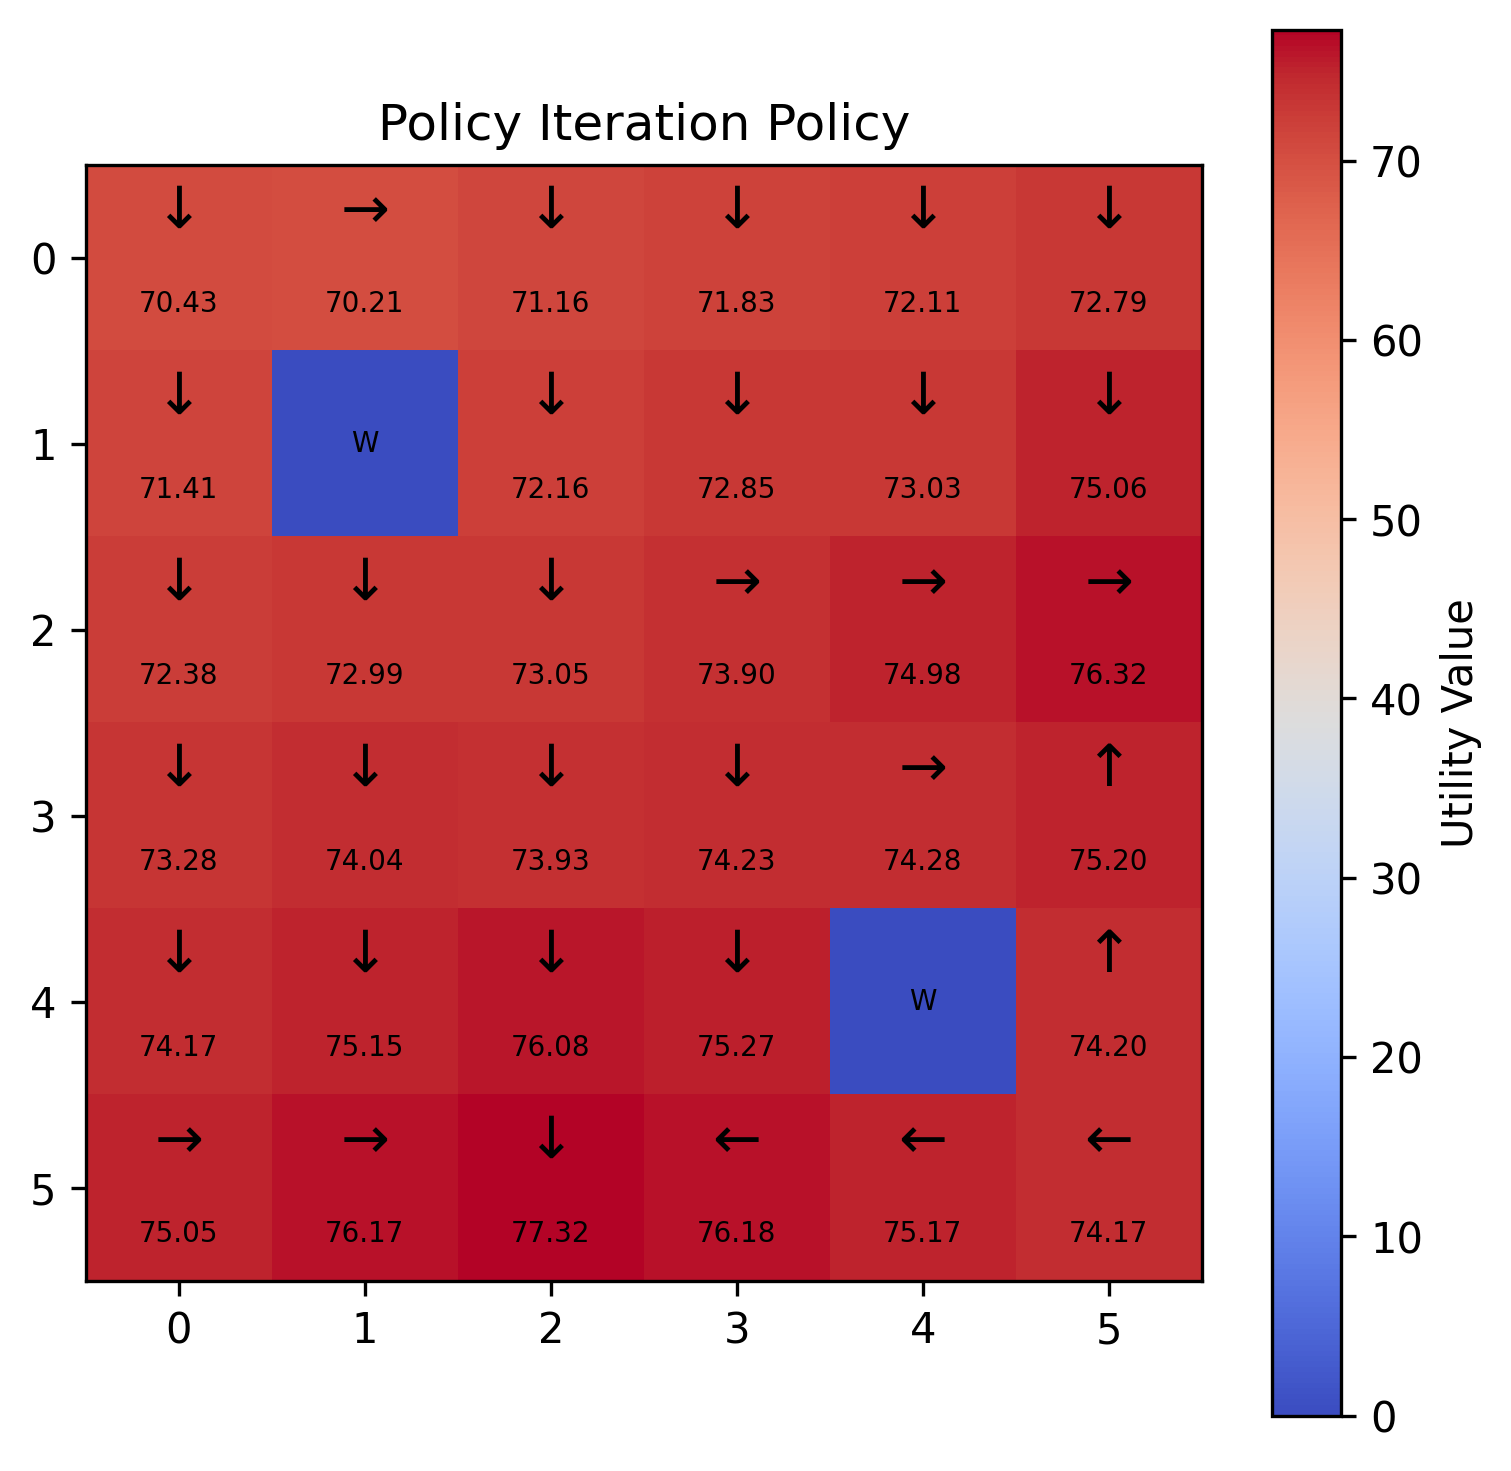 Policy Iteration Policy
0 ↓ → ↓ ↓ ↓ ↓
70.43 70.21 71.16 71.83 72.11 72.79
1 ↓ W ↓ ↓ ↓ ↓
71.41 72.16 72.85 73.03 75.06
2 ↓ ↓ ↓ → → →
72.38 72.99 73.05 73.90 74.98 76.32
3 ↓ ↓ ↓ ↓ → ↑
73.28 74.04 73.93 74.23 74.28 75.20
4 ↓ ↓ ↓ ↓ W ↑
74.17 75.15 76.08 75.27 74.20
5 → → ↓ ← ← ←
75.05 76.17 77.32 76.18 75.17 74.17
0 1 2 3 4 5
70
60
50
40
30
20
10
0
Utility Value